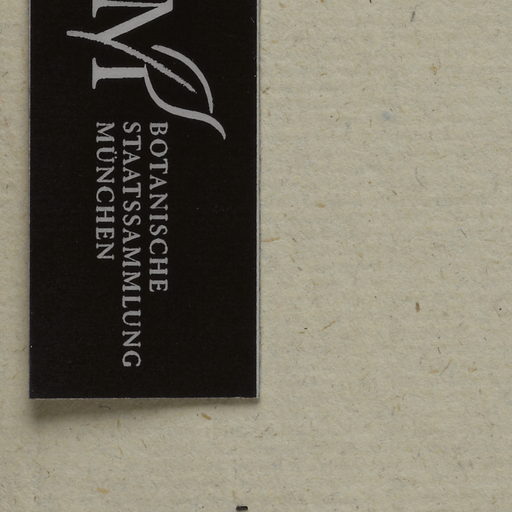 M
BOTANISCHE
STAATSSAMMLUNG
MÜNCHEN